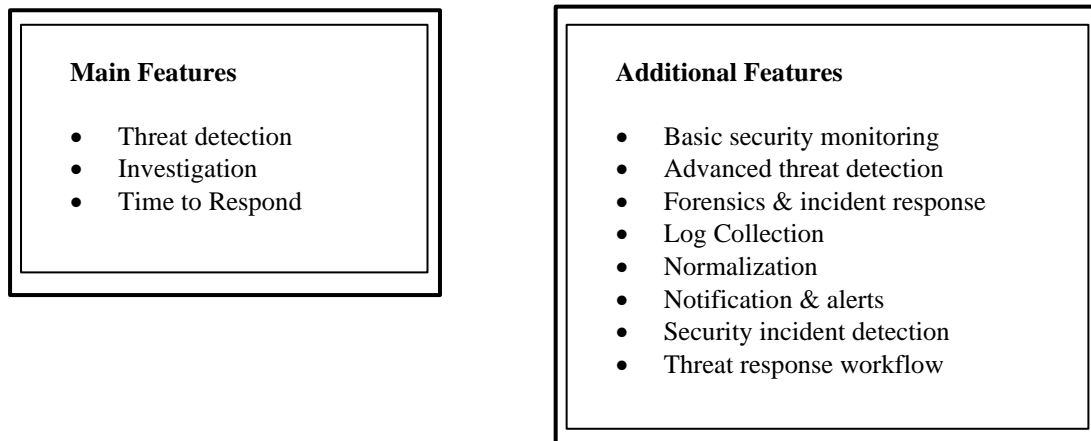 Main Features
• Threat detection
• Investigation
• Time to Respond
Additional Features
• Basic security monitoring
• Advanced threat detection
• Forensics & incident response
• Log Collection
• Normalization
• Notification & alerts
• Security incident detection
• Threat response workflow